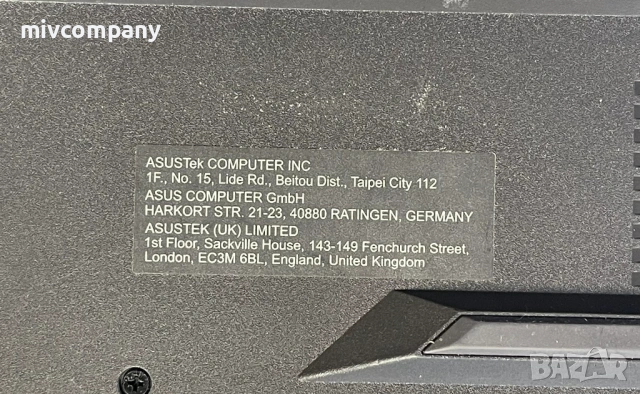 mivcompany
ASUSTek COMPUTER INC
1F., No. 15, Lide Rd., Beitou Dist., Taipei City 112
ASUS COMPUTER GmbH
HARKORT STR. 21-23, 40880 RATINGEN, GERMANY
ASUSTEK (UK) LIMITED
1st Floor, Sackville House, 143-149 Fenchurch Street,
London, EC3M 6BL, England, United Kingdom
BAZAR